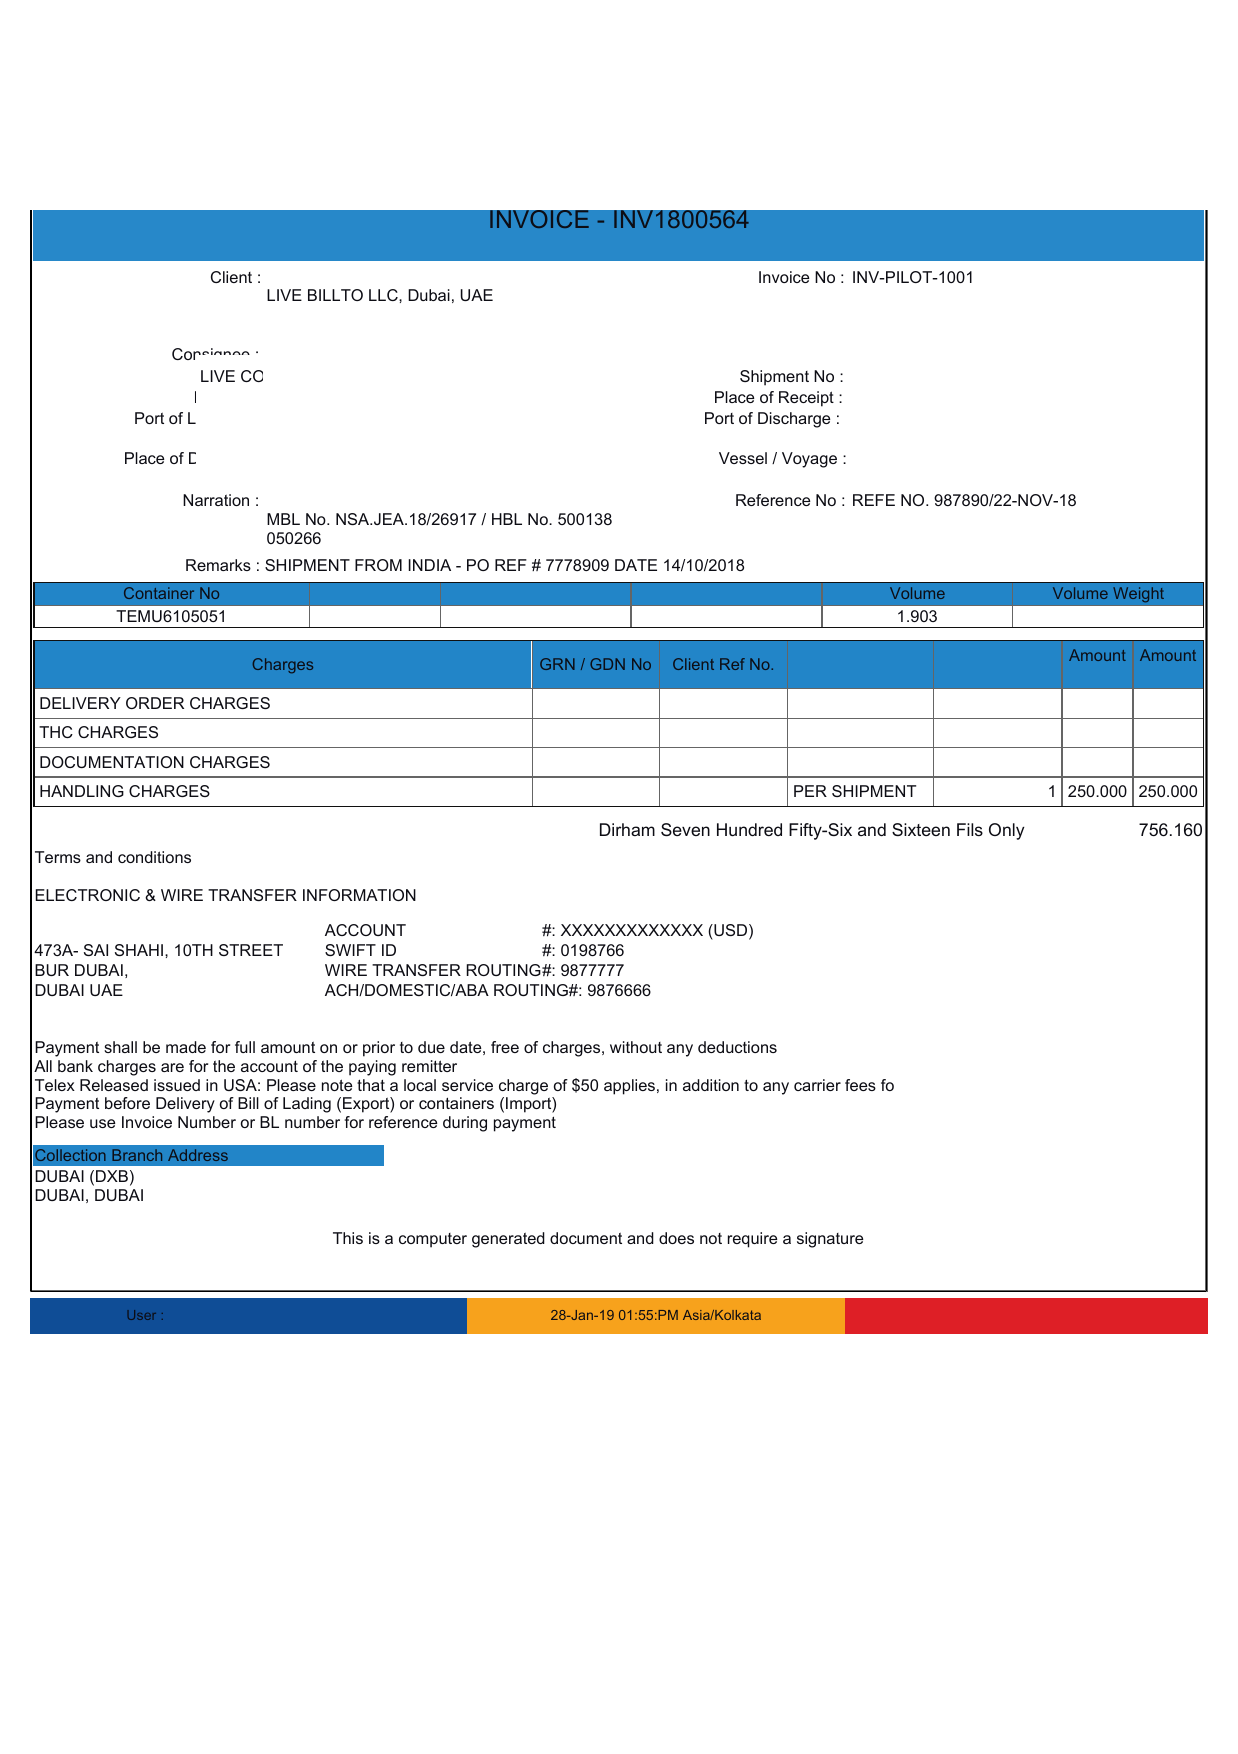 INVOICE - INV1800564
Client :
Invoice No : INV-PILOT-1001
LIVE BILLTO LLC, Dubai, UAE
Consignee :
LIVE CO
Shipment No :
Place of Receipt :
Port of L
Port of Discharge :
Place of D
Vessel / Voyage :
Narration :
Reference No : REFE NO. 987890/22-NOV-18
MBL No. NSA.JEA.18/26917 / HBL No. 500138
050266
Remarks : SHIPMENT FROM INDIA - PO REF # 7778909 DATE 14/10/2018
Container No Volume Volume Weight
TEMU6105051 1.903
Charges GRN / GDN No Client Ref No. Amount Amount
DELIVERY ORDER CHARGES
THC CHARGES
DOCUMENTATION CHARGES
HANDLING CHARGES PER SHIPMENT 1 250.000 250.000
Dirham Seven Hundred Fifty-Six and Sixteen Fils Only 756.160
Terms and conditions
ELECTRONIC & WIRE TRANSFER INFORMATION
ACCOUNT #: XXXXXXXXXXXXX (USD)
473A- SAI SHAHI, 10TH STREET SWIFT ID #: 0198766
BUR DUBAI, WIRE TRANSFER ROUTING#: 9877777
DUBAI UAE ACH/DOMESTIC/ABA ROUTING#: 9876666
Payment shall be made for full amount on or prior to due date, free of charges, without any deductions
All bank charges are for the account of the paying remitter
Telex Released issued in USA: Please note that a local service charge of $50 applies, in addition to any carrier fees fo
Payment before Delivery of Bill of Lading (Export) or containers (Import)
Please use Invoice Number or BL number for reference during payment
Collection Branch Address
DUBAI (DXB)
DUBAI, DUBAI
This is a computer generated document and does not require a signature
User : 28-Jan-19 01:55:PM Asia/Kolkata